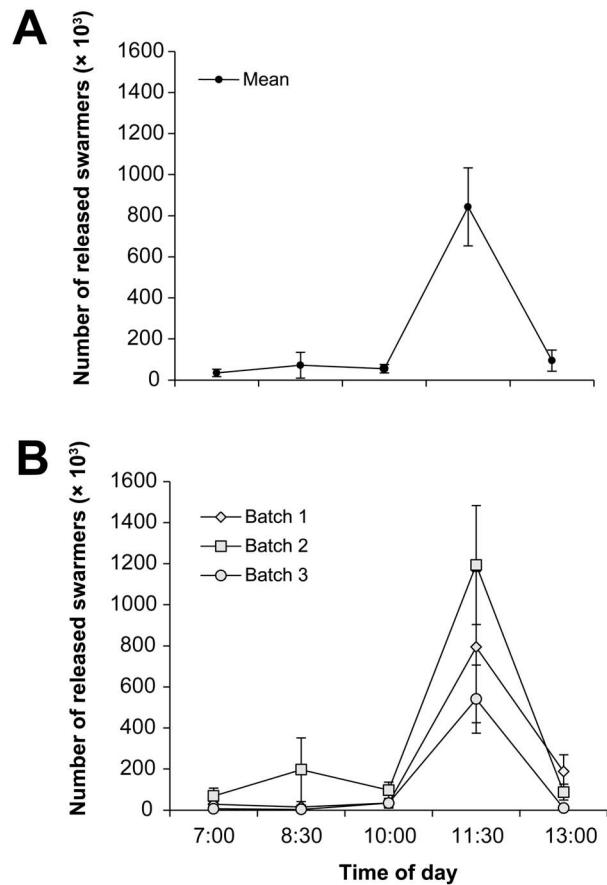 A
Number of released swarmers (× 10³)
1600
1400
1200
1000
800
600
400
200
0
Mean
B
Number of released swarmers (× 10³)
1600
1400
1200
1000
800
600
400
200
0
Batch 1
Batch 2
Batch 3
7:00 8:30 10:00 11:30 13:00
Time of day